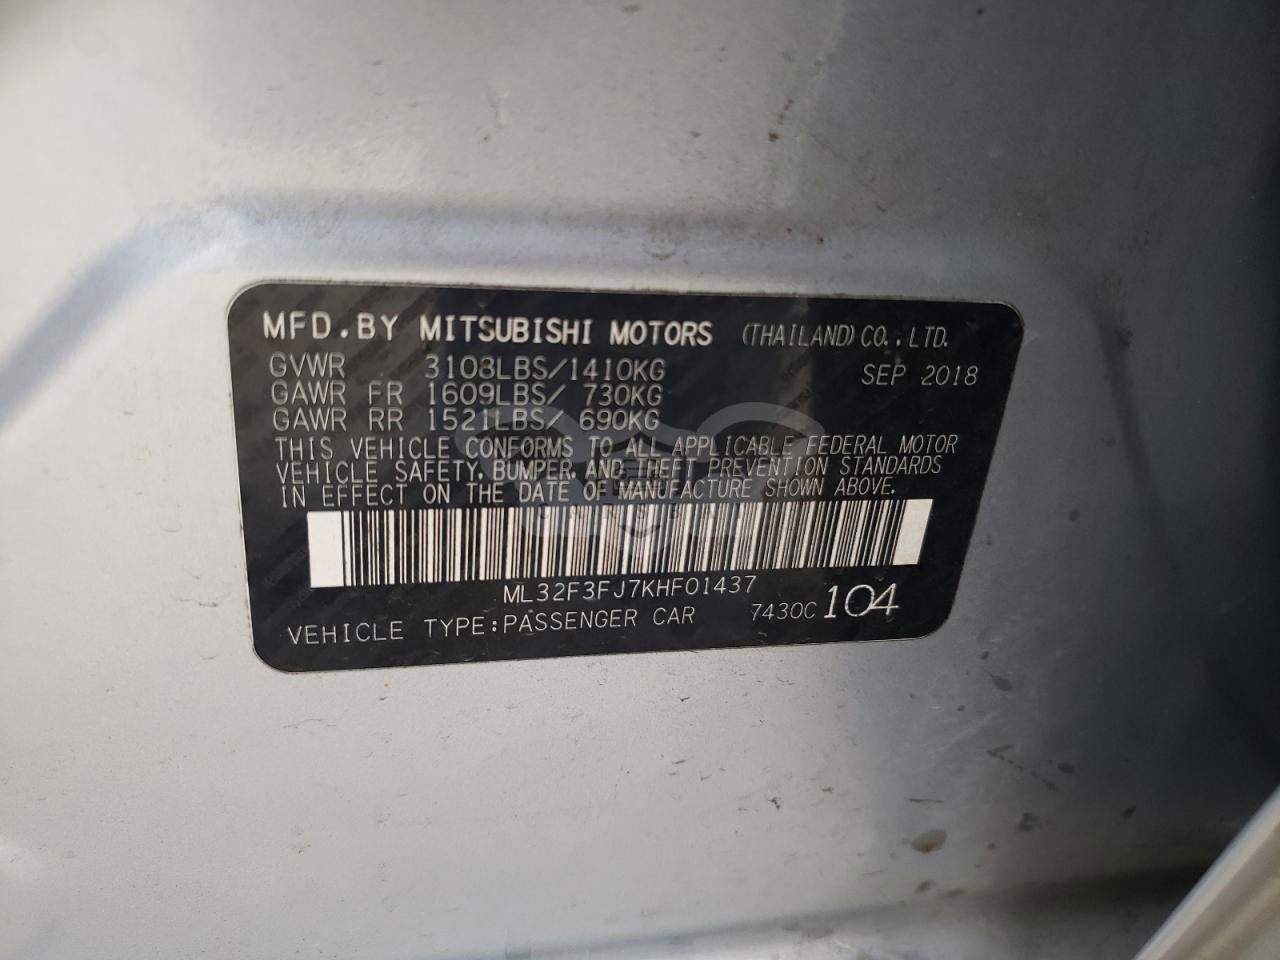 MFD.BY MITSUBISHI MOTORS (THAILAND) CO.,LTD.
GVWR 3108LBS/1410KG SEP 2018
GAWR FR 1609LBS/ 730KG
GAWR RR 1521LBS/ 690KG
THIS VEHICLE CONFORMS TO ALL APPLICABLE FEDERAL MOTOR
VEHICLE SAFETY, BUMPER, AND THEFT PREVENTION STANDARDS
IN EFFECT ON THE DATE OF MANUFACTURE SHOWN ABOVE.
ML32F3FJ7KHF01437
VEHICLE TYPE:PASSENGER CAR 7430C 104